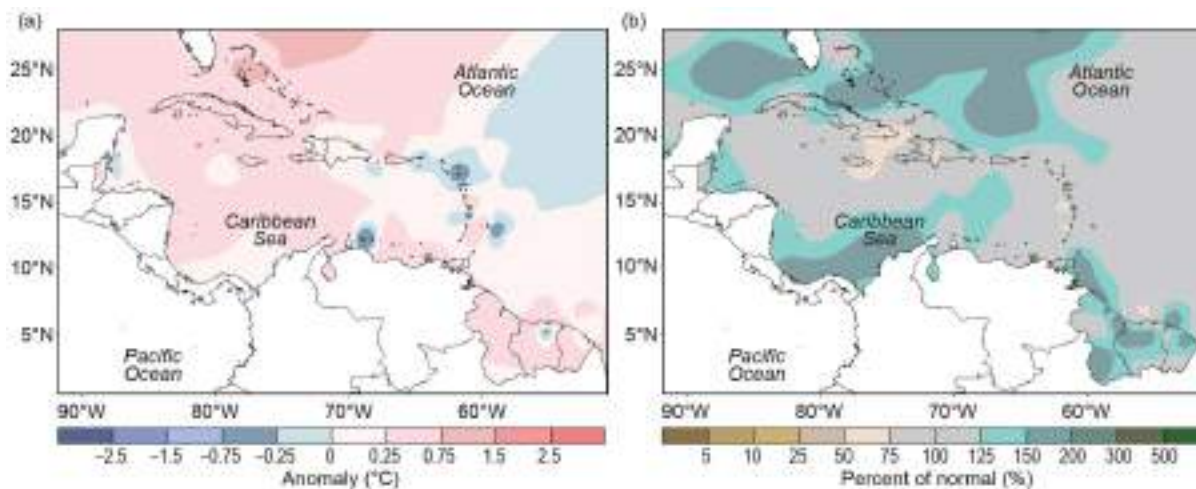 (a)
(b)
25°N
20°N
15°N
10°N
5°N
Atlantic
Ocean
Caribbean
Sea
Pacific
Ocean
90°W 80°W 70°W 60°W
−2.5 −1.5 −0.75 −0.25 0 0.25 0.75 1.5 2.5
Anomaly (°C)
25°N
20°N
15°N
10°N
5°N
Atlantic
Ocean
Caribbean
Sea
Pacific
Ocean
90°W 80°W 70°W 60°W
5 10 25 50 75 100 125 150 200 300 500
Percent of normal (%)